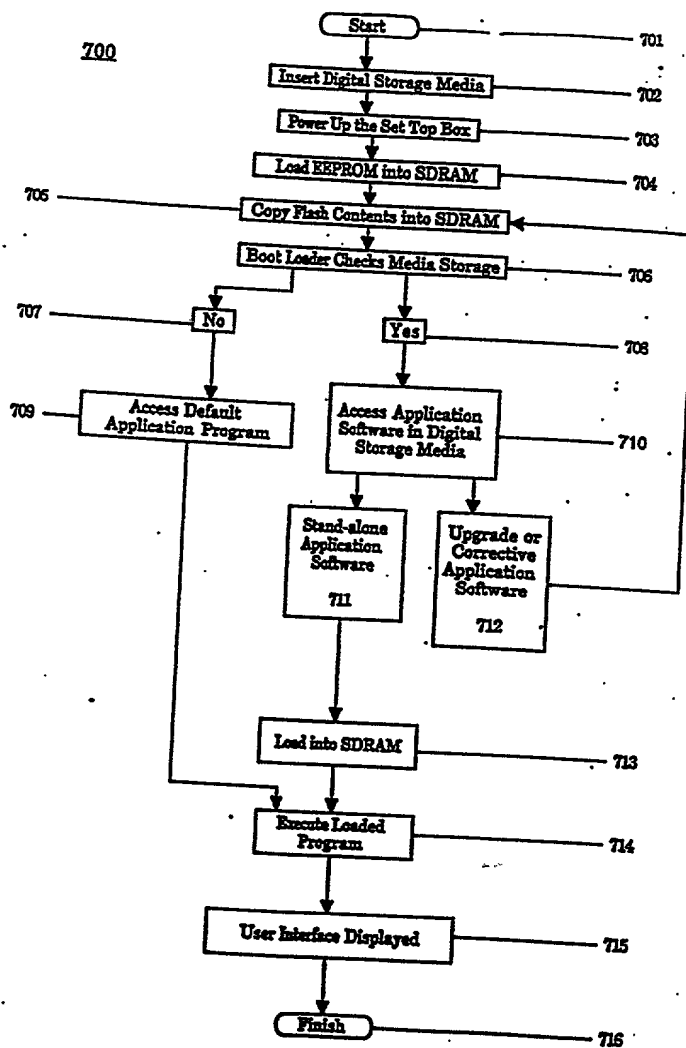 700
Start
701
Insert Digital Storage Media
702
Power Up the Set Top Box
703
Load EEPROM into SDRAM
704
705
Copy Flash Contents into SDRAM
Boot Loader Checks Media Storage
706
707
No
Yes
708
709
Access Default
Application Program
Access Application
Software in Digital
Storage Media
710
Stand-alone
Application
Software
711
Upgrade or
Corrective
Application
Software
712
Load into SDRAM
713
Execute Loaded
Program
714
User Interface Displayed
715
Finish
716